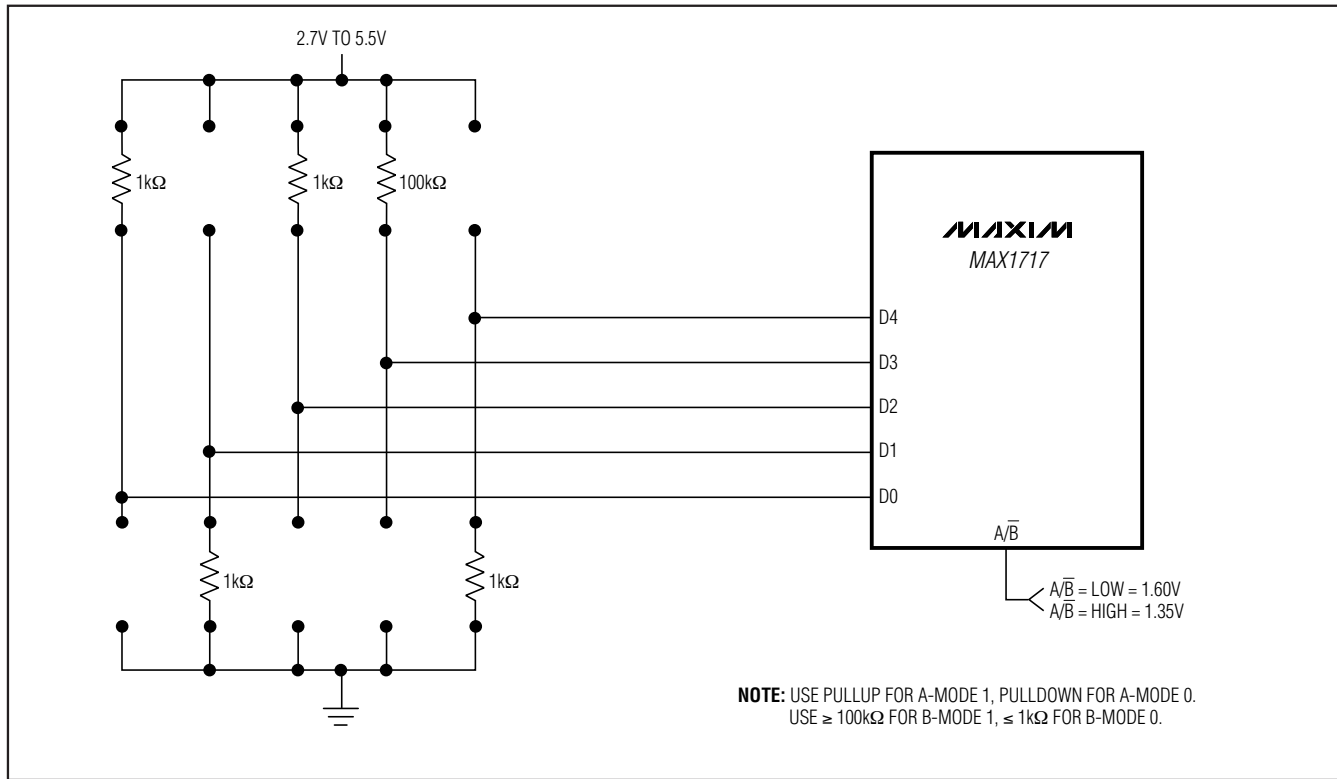 2.7V TO 5.5V
1kΩ 1kΩ 100kΩ
MAXIM
MAX1717
D4
D3
D2
D1
D0
A/B̅
1kΩ 1kΩ
A/B̅ = LOW = 1.60V
A/B̅ = HIGH = 1.35V
NOTE: USE PULLUP FOR A-MODE 1, PULLDOWN FOR A-MODE 0.
USE ≥ 100kΩ FOR B-MODE 1, ≤ 1kΩ FOR B-MODE 0.